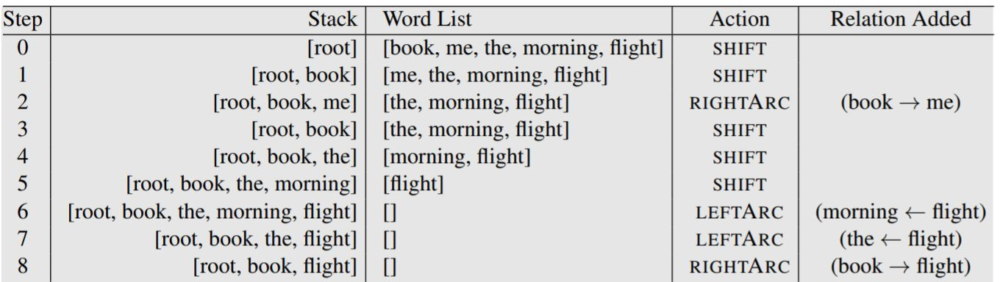 Step Stack Word List Action Relation Added
0 [root] [book, me, the, morning, flight] SHIFT
1 [root, book] [me, the, morning, flight] SHIFT
2 [root, book, me] [the, morning, flight] RIGHTARC (book → me)
3 [root, book] [the, morning, flight] SHIFT
4 [root, book, the] [morning, flight] SHIFT
5 [root, book, the, morning] [flight] SHIFT
6 [root, book, the, morning, flight] [] LEFTARC (morning ← flight)
7 [root, book, the, flight] [] LEFTARC (the ← flight)
8 [root, book, flight] [] RIGHTARC (book → flight)